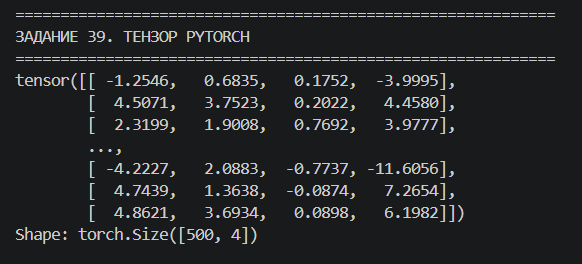 ============================================================
ЗАДАНИЕ 39. ТЕНЗОР PYTORCH
============================================================
tensor([[ -1.2546,   0.6835,   0.1752,  -3.9995],
        [  4.5071,   3.7523,   0.2022,   4.4580],
        [  2.3199,   1.9008,   0.7692,   3.9777],
        ...,
        [ -4.2227,   2.0883,  -0.7737, -11.6056],
        [  4.7439,   1.3638,  -0.0874,   7.2654],
        [  4.8621,   3.6934,   0.0898,   6.1982]])
Shape: torch.Size([500, 4])